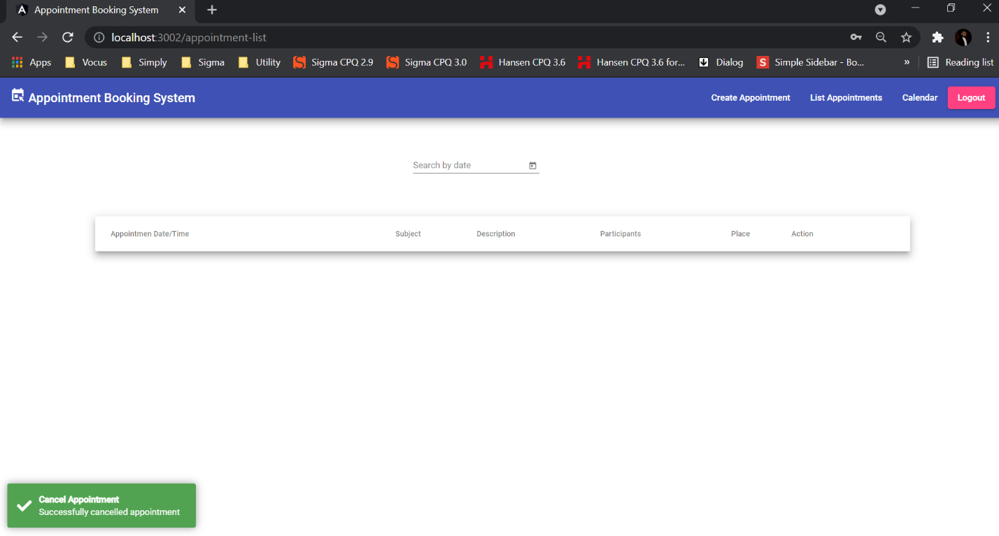 Appointment Booking System
localhost:3002/appointment-list
Apps Vocus Simply Sigma Utility Sigma CPQ 2.9 Sigma CPQ 3.0 Hansen CPQ 3.6 Hansen CPQ 3.6 for... Dialog Simple Sidebar - Bo... » Reading list
Appointment Booking System Create Appointment List Appointments Calendar Logout
Search by date
Appointmen Date/Time Subject Description Participants Place Action
Cancel Appointment
Successfully cancelled appointment